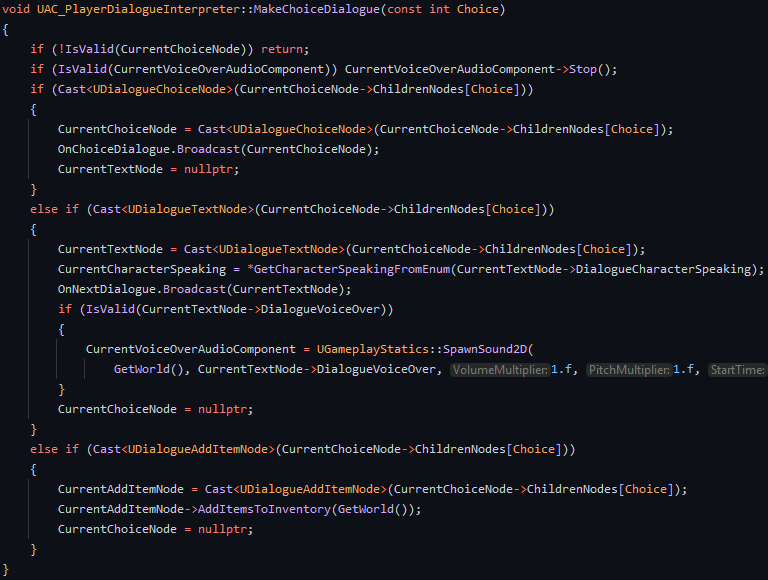 void UAC_PlayerDialogueInterpreter::MakeChoiceDialogue(const int Choice)
{
if (!IsValid(CurrentChoiceNode)) return;
if (IsValid(CurrentVoiceOverAudioComponent)) CurrentVoiceOverAudioComponent->Stop();
if (Cast<UDialogueChoiceNode>(CurrentChoiceNode->ChildrenNodes[Choice]))
{
CurrentChoiceNode = Cast<UDialogueChoiceNode>(CurrentChoiceNode->ChildrenNodes[Choice]);
OnChoiceDialogue.Broadcast(CurrentChoiceNode);
CurrentTextNode = nullptr;
}
else if (Cast<UDialogueTextNode>(CurrentChoiceNode->ChildrenNodes[Choice]))
{
CurrentTextNode = Cast<UDialogueTextNode>(CurrentChoiceNode->ChildrenNodes[Choice]);
CurrentCharacterSpeaking = *GetCharacterSpeakingFromEnum(CurrentTextNode->DialogueCharacterSpeaking);
OnNextDialogue.Broadcast(CurrentTextNode);
if (IsValid(CurrentTextNode->DialogueVoiceOver))
{
CurrentVoiceOverAudioComponent = UGameplayStatics::SpawnSound2D(
GetWorld(), CurrentTextNode->DialogueVoiceOver, VolumeMultiplier: 1.f, PitchMultiplier: 1.f, StartTime:
}
CurrentChoiceNode = nullptr;
}
else if (Cast<UDialogueAddItemNode>(CurrentChoiceNode->ChildrenNodes[Choice]))
{
CurrentAddItemNode = Cast<UDialogueAddItemNode>(CurrentChoiceNode->ChildrenNodes[Choice]);
CurrentAddItemNode->AddItemsToInventory(GetWorld());
CurrentChoiceNode = nullptr;
}
}